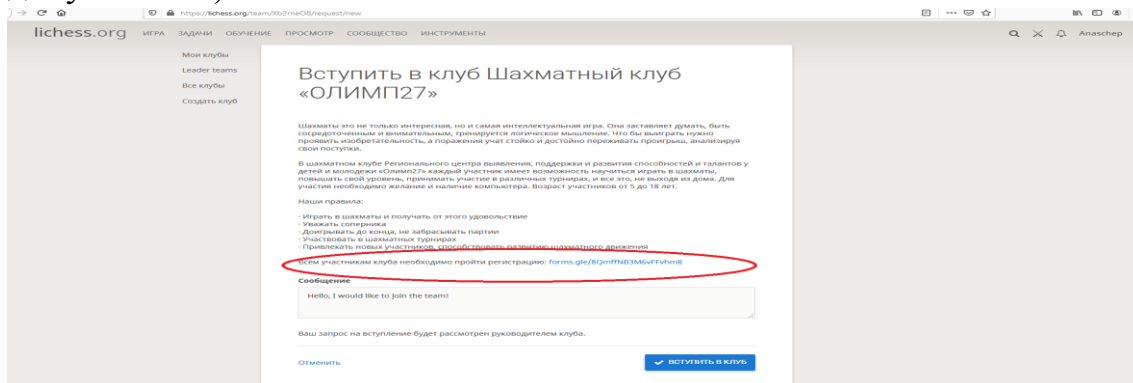 https://lichess.org/team/Xb2rneOB/request/new
lichess.org ИГРА ЗАДАЧИ ОБУЧЕНИЕ ПРОСМОТР СООБЩЕСТВО ИНСТРУМЕНТЫ Anaschep
Мои клубы
Leader teams
Все клубы
Создать клуб
Вступить в клуб Шахматный клуб
«ОЛИМП27»
Шахматы это не только интересная, но и самая интеллектуальная игра. Она заставляет думать, быть
сосредоточенным и внимательным, тренируется логическое мышление. Что бы выиграть нужно
проявить изобретательность, а поражения учат стойко и достойно переживать проигрыш, анализируя
свои поступки.
В шахматном клубе Регионального центра выявления, поддержки и развития способностей и талантов у
детей и молодежи «Олимп27» каждый участник имеет возможность научиться играть в шахматы,
повышать свой уровень, принимать участие в различных турнирах, и все это, не выходя из дома. Для
участия необходимо желание и наличие компьютера. Возраст участников от 5 до 18 лет.
Наши правила:
- Играть в шахматы и получать от этого удовольствие
- Уважать соперника
- Доигрывать до конца, не забрасывать партии
- Участвовать в шахматных турнирах
- Привлекать новых участников, способствовать развитию шахматного движения
Всем участникам клуба необходимо пройти регистрацию: forms.gle/8QmffNB3M6vFFvhm8
Сообщение
Hello, I would like to join the team!
Ваш запрос на вступление будет рассмотрен руководителем клуба.
Отменить ВСТУПИТЬ В КЛУБ